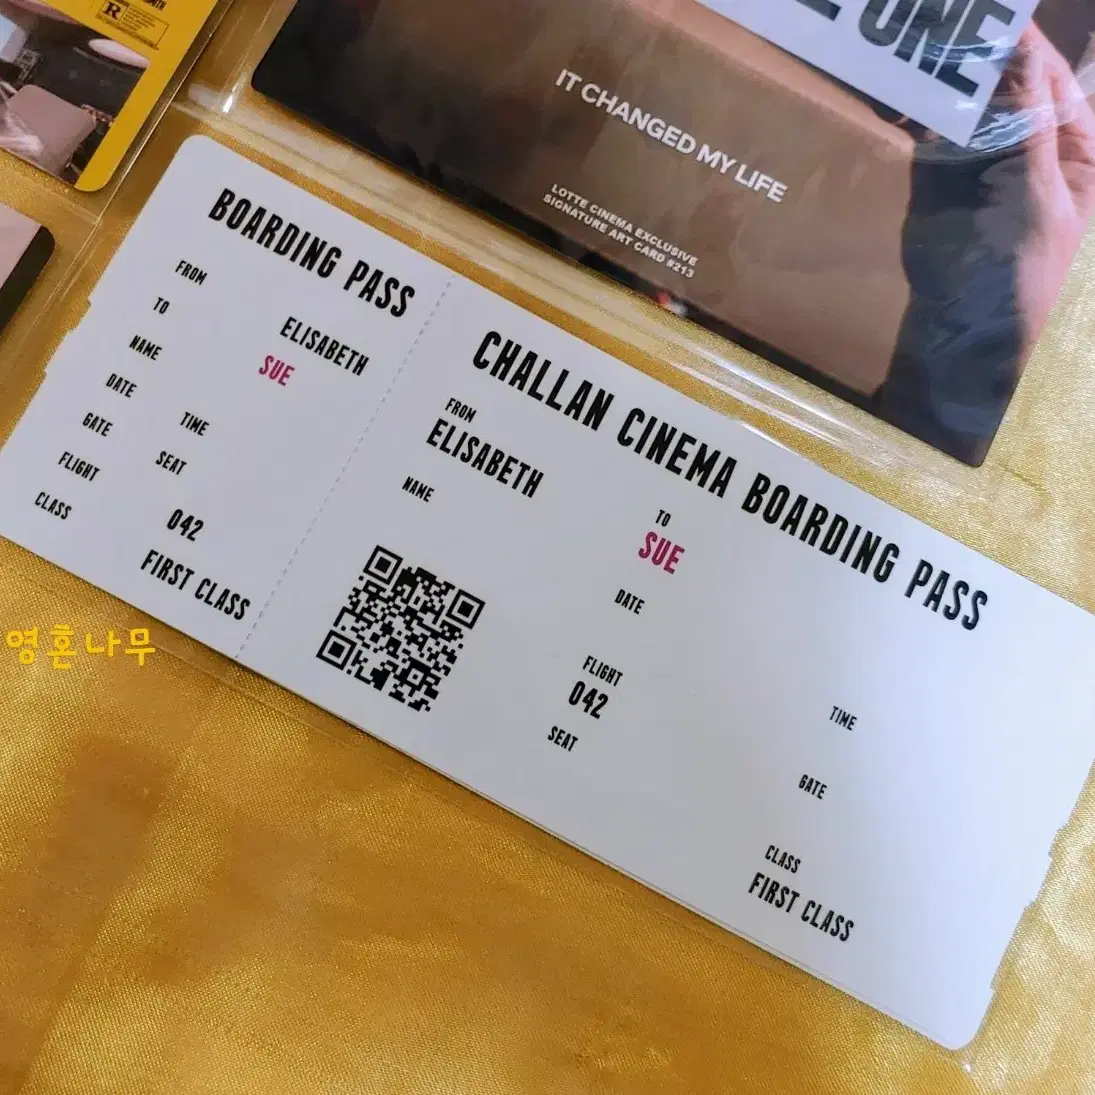 R
ONE
IT CHANGED MY LIFE
LOTTE CINEMA EXCLUSIVE
SIGNATURE ART CARD #213
BOARDING PASS
FROM
ELISABETH
TO
SUE
NAME
DATE
TIME
GATE
SEAT
FLIGHT
042
CLASS
FIRST CLASS
CHALLAN CINEMA BOARDING PASS
FROM
ELISABETH
TO
SUE
NAME
DATE
TIME
FLIGHT
042
GATE
SEAT
CLASS
FIRST CLASS
영혼나무